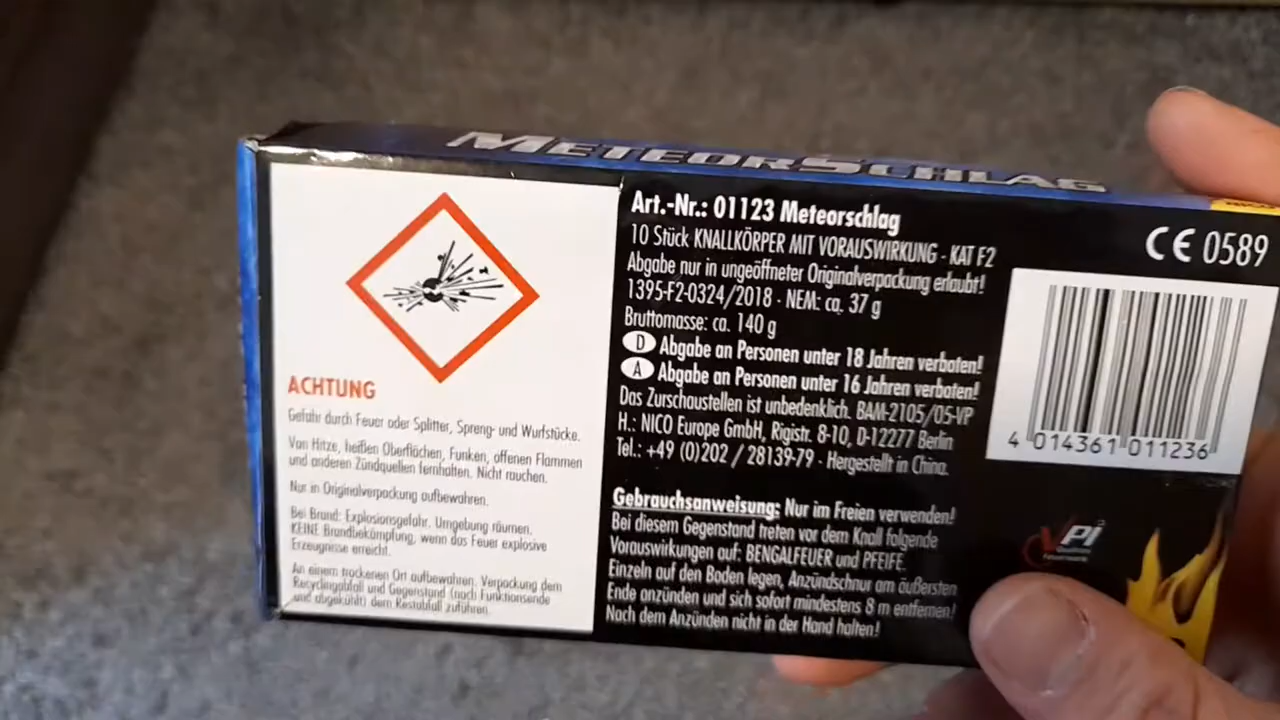 METEORSCHLAG
ACHTUNG
Gefahr durch Feuer oder Splitter, Spreng- und Wurfstücke.
Von Hitze, heißen Oberflächen, Funken, offenen Flammen
und anderen Zündquellen fernhalten. Nicht rauchen.
Nur in Originalverpackung aufbewahren.
Bei Brand: Explosionsgefahr. Umgebung räumen.
KEINE Brandbekämpfung, wenn das Feuer explosive
Erzeugnisse erreicht.
An einem trockenen Ort aufbewahren. Verpackung dem
Recyclingabfall und Gegenstand (nach Funktionsende
und abgekühlt) dem Restabfall zuführen.
Art.-Nr.: 01123 Meteorschlag
10 Stück KNALLKÖRPER MIT VORAUSWIRKUNG - KAT F2
Abgabe nur in ungeöffneter Originalverpackung erlaubt!
1395-F2-0324/2018 - NEM: ca. 37 g
Bruttomasse: ca. 140 g
D Abgabe an Personen unter 18 Jahren verboten!
A Abgabe an Personen unter 16 Jahren verboten!
Das Zurschaustellen ist unbedenklich. BAM-2105/05-VP
H.: NICO Europe GmbH, Rigistr. 8-10, D-12277 Berlin
Tel.: +49 (0)202 / 28139-79 - Hergestellt in China.
Gebrauchsanweisung: Nur im Freien verwenden!
Bei diesem Gegenstand treten vor dem Knall folgende
Vorauswirkungen auf: BENGALFEUER und PFEIFE.
Einzeln auf den Boden legen, Anzündschnur am äußersten
Ende anzünden und sich sofort mindestens 8 m entfernen!
Nach dem Anzünden nicht in der Hand halten!
CE 0589
4 014361 011236
VPI